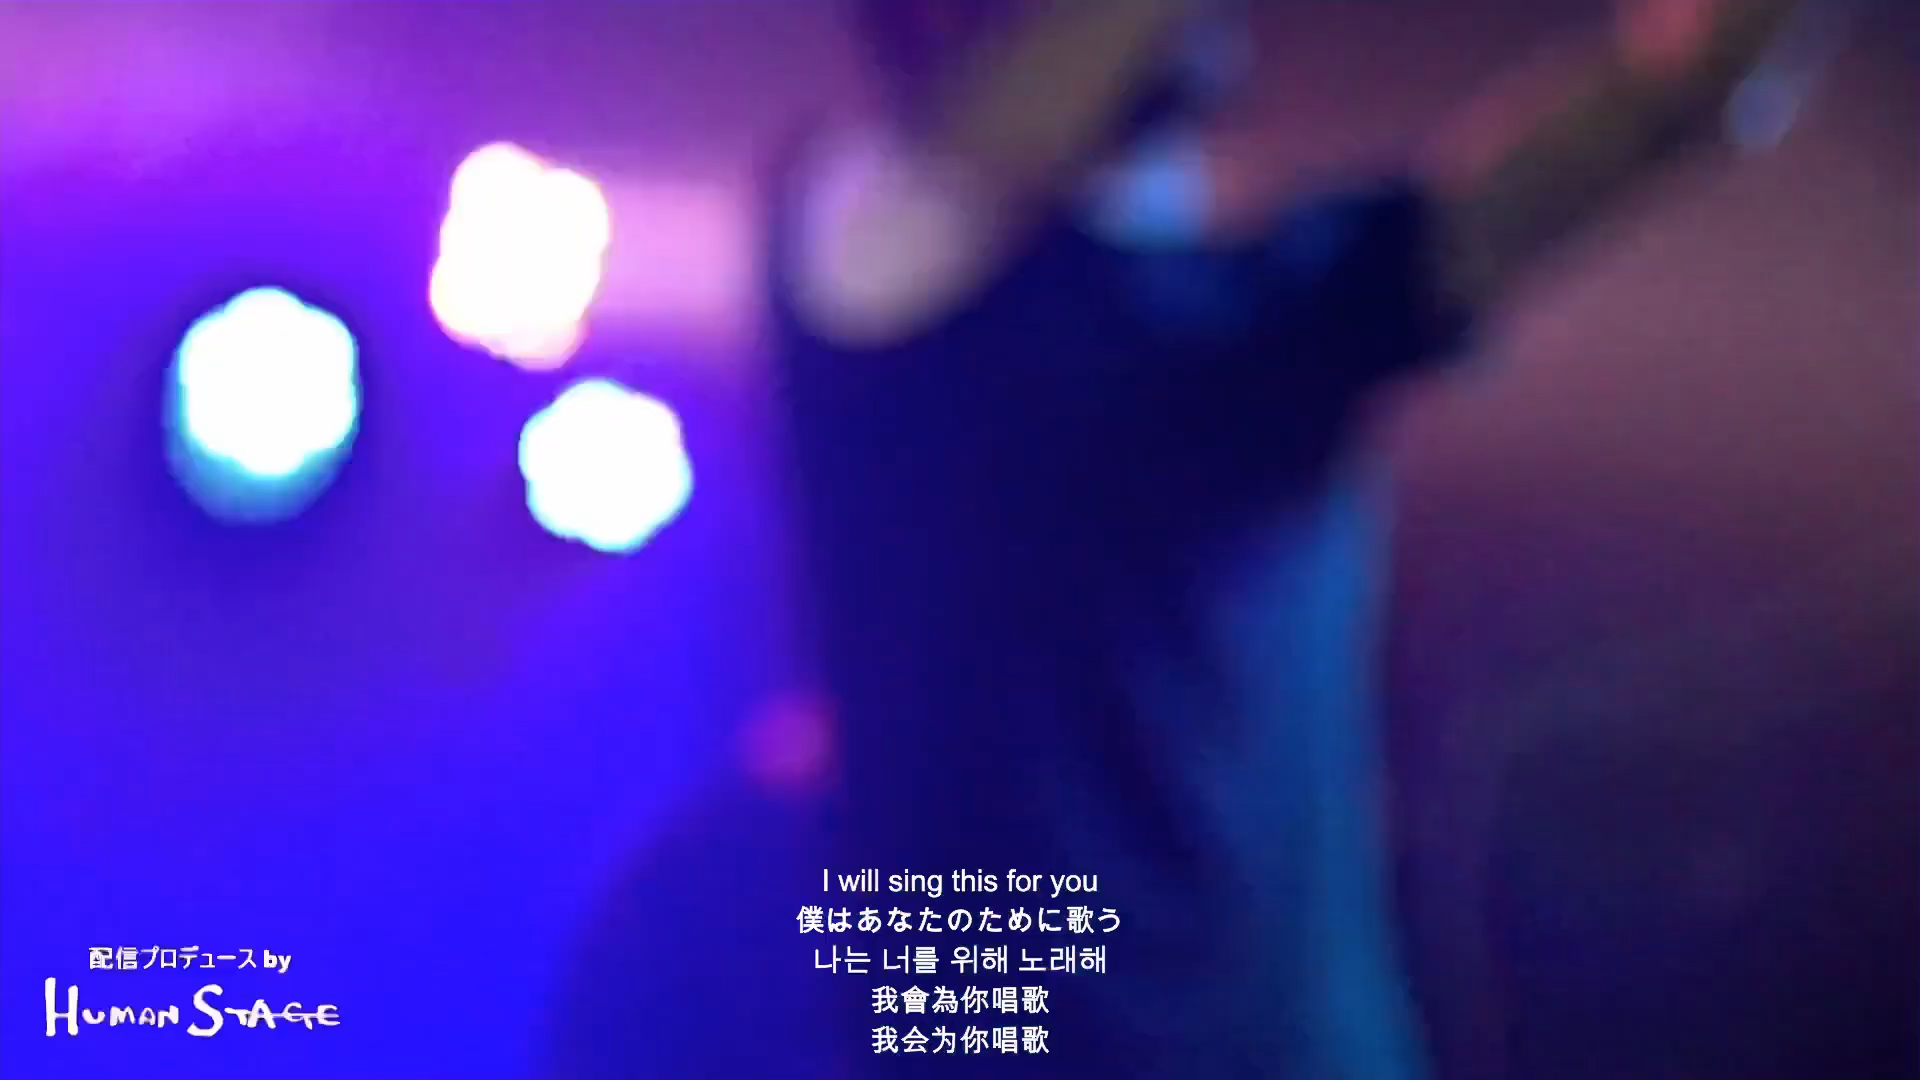 I will sing this for you
僕はあなたのために歌う
나는 너를 위해 노래해
我會為你唱歌
我会为你唱歌
配信プロデュース by
HUMAN STAGE